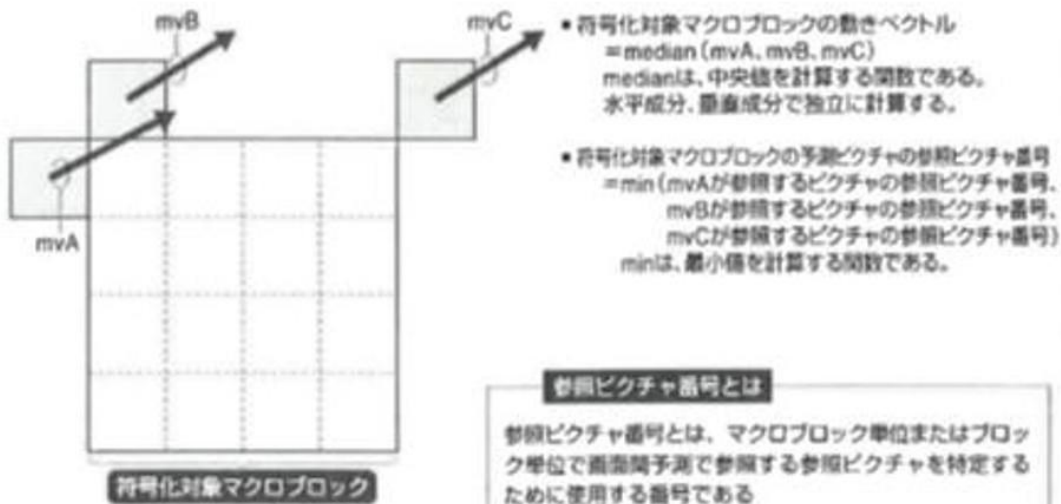 mvB
mvC
mvA
符号化対象マクロブロック
▪ 符号化対象マクロブロックの動きベクトル
=median(mvA、mvB、mvC)
medianは、中央値を計算する関数である。
水平成分、垂直成分で独立に計算する。
▪ 符号化対象マクロブロックの予測ピクチャの参照ピクチャ番号
=min(mvAが参照するピクチャの参照ピクチャ番号、
mvBが参照するピクチャの参照ピクチャ番号、
mvCが参照するピクチャの参照ピクチャ番号)
minは、最小値を計算する関数である。
参照ピクチャ番号とは
参照ピクチャ番号とは、マクロブロック単位またはブロッ
ク単位で画面間予測で参照する参照ピクチャを特定する
ために使用する番号である